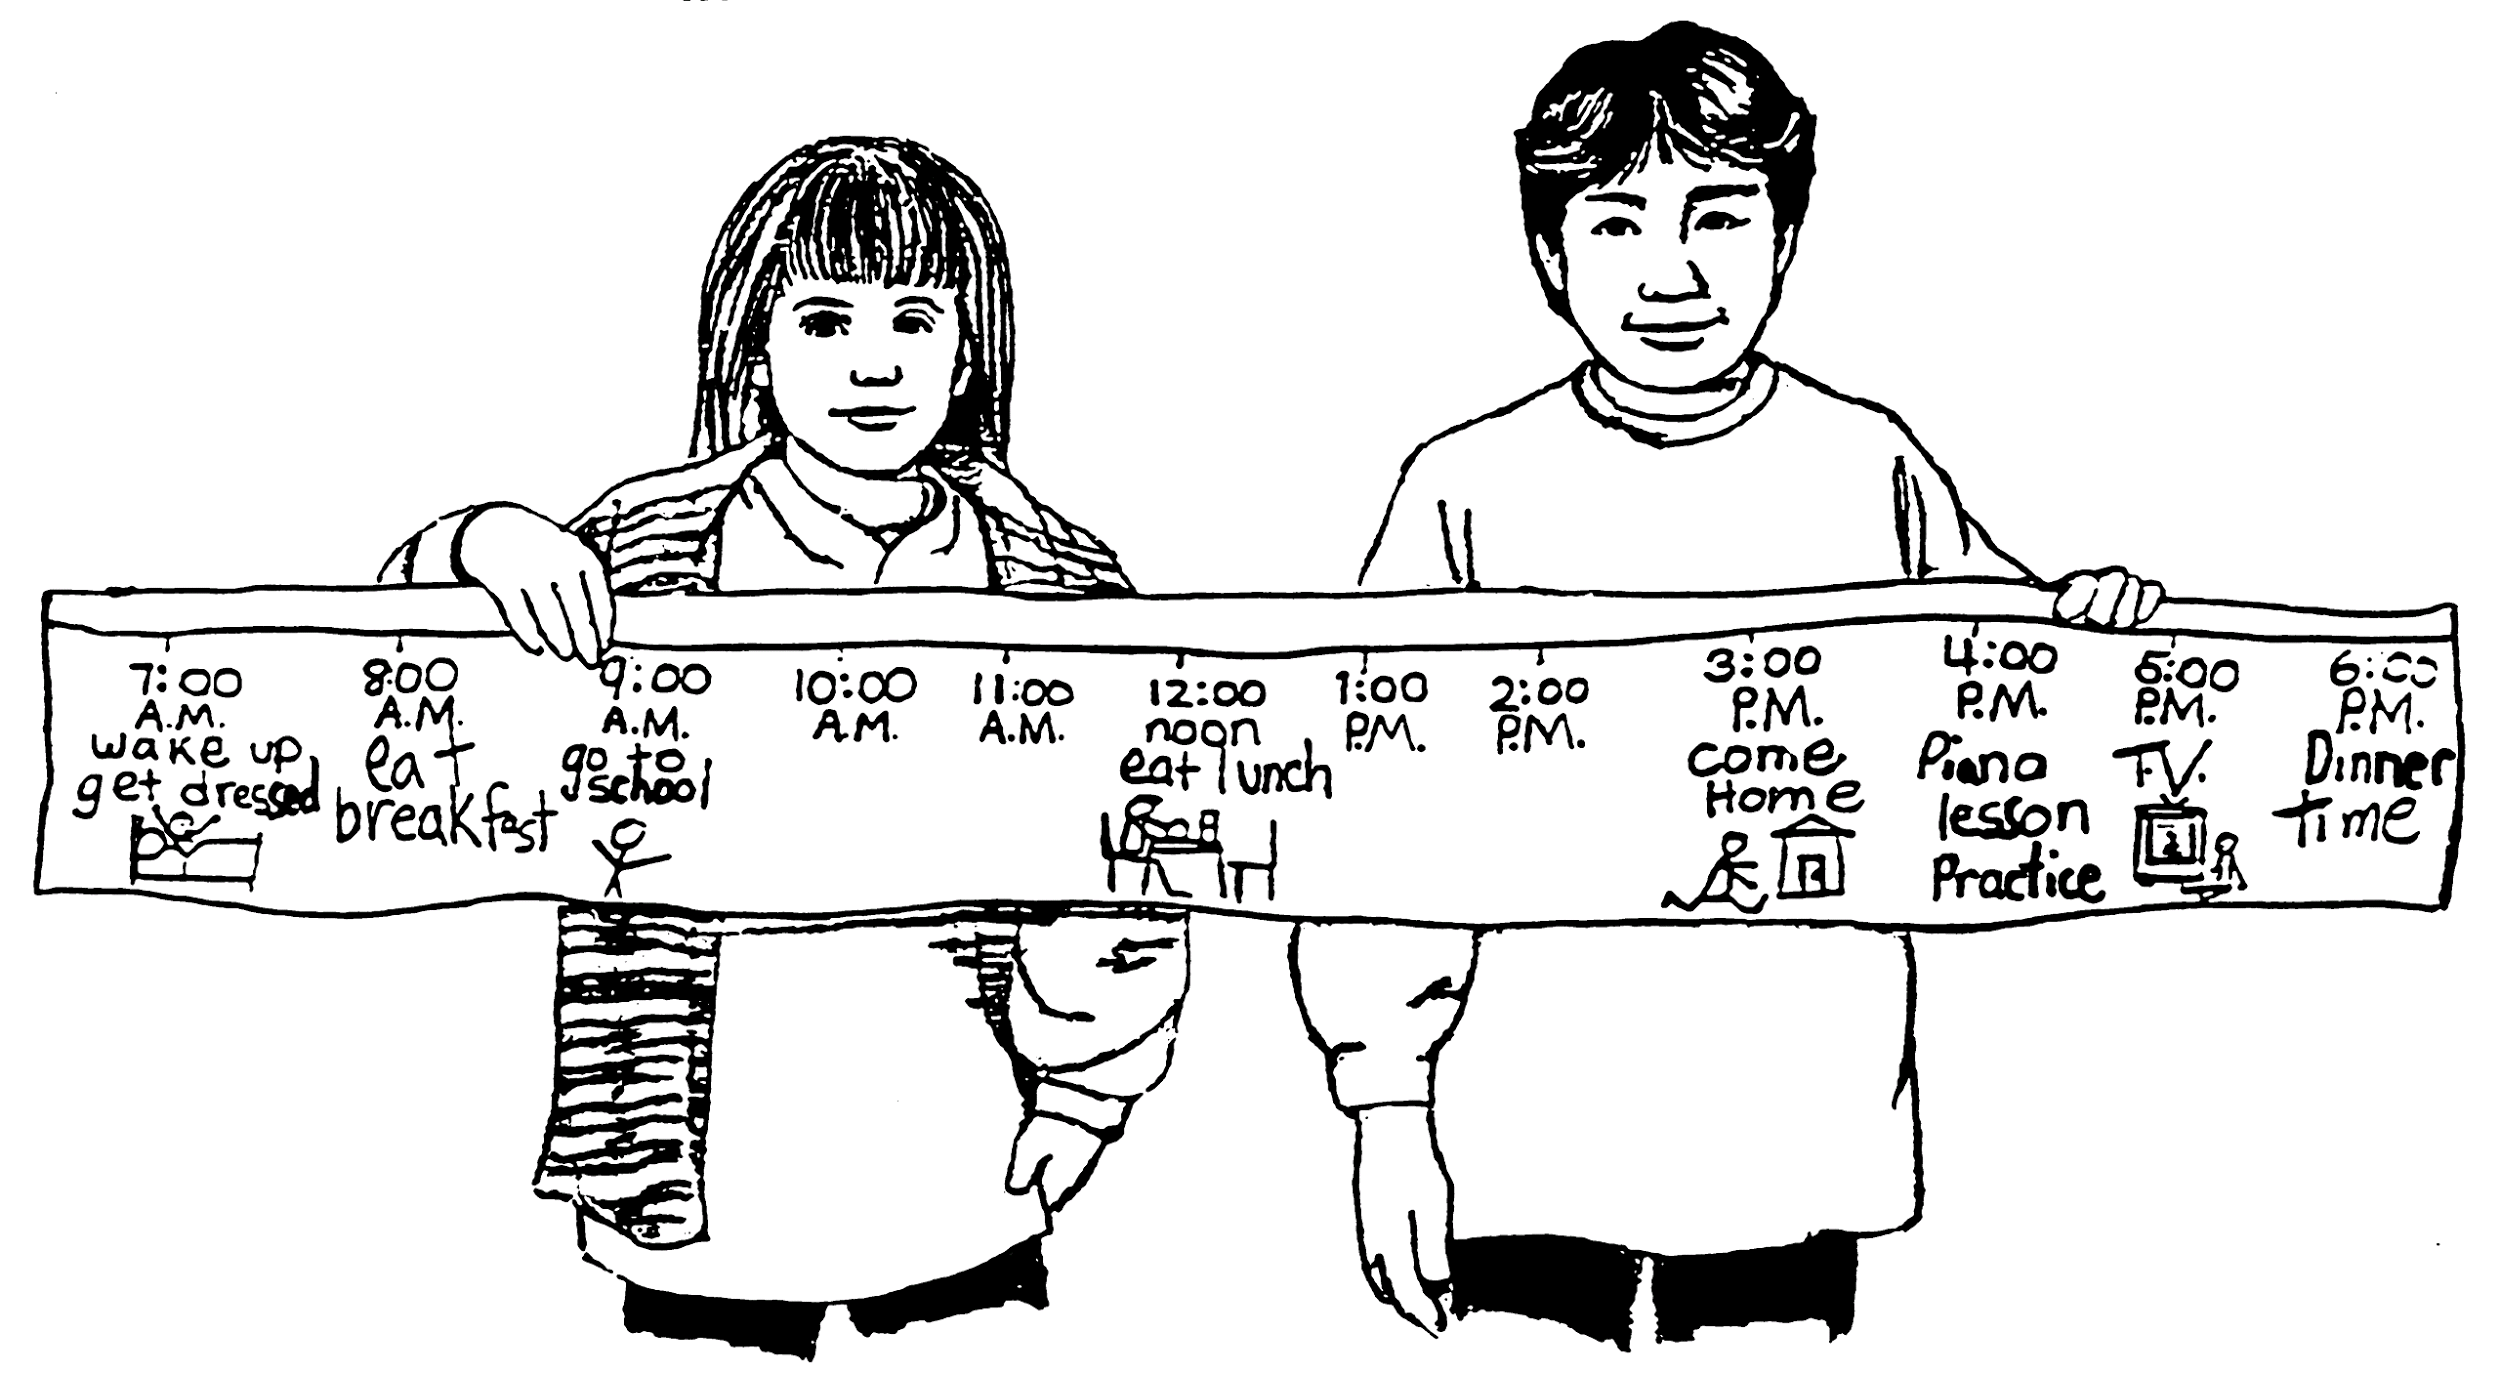 7:00
A.M.
wake up
get dressed
8:00
A.M.
eat
breakfast
9:00
A.M.
go to
school
10:00
A.M.
11:00
A.M.
12:00
noon
eat lunch
1:00
P.M.
2:00
P.M.
3:00
P.M.
come
Home
4:00
P.M.
Piano
lesson
Practice
5:00
P.M.
T.V.
6:00
P.M.
Dinner
time